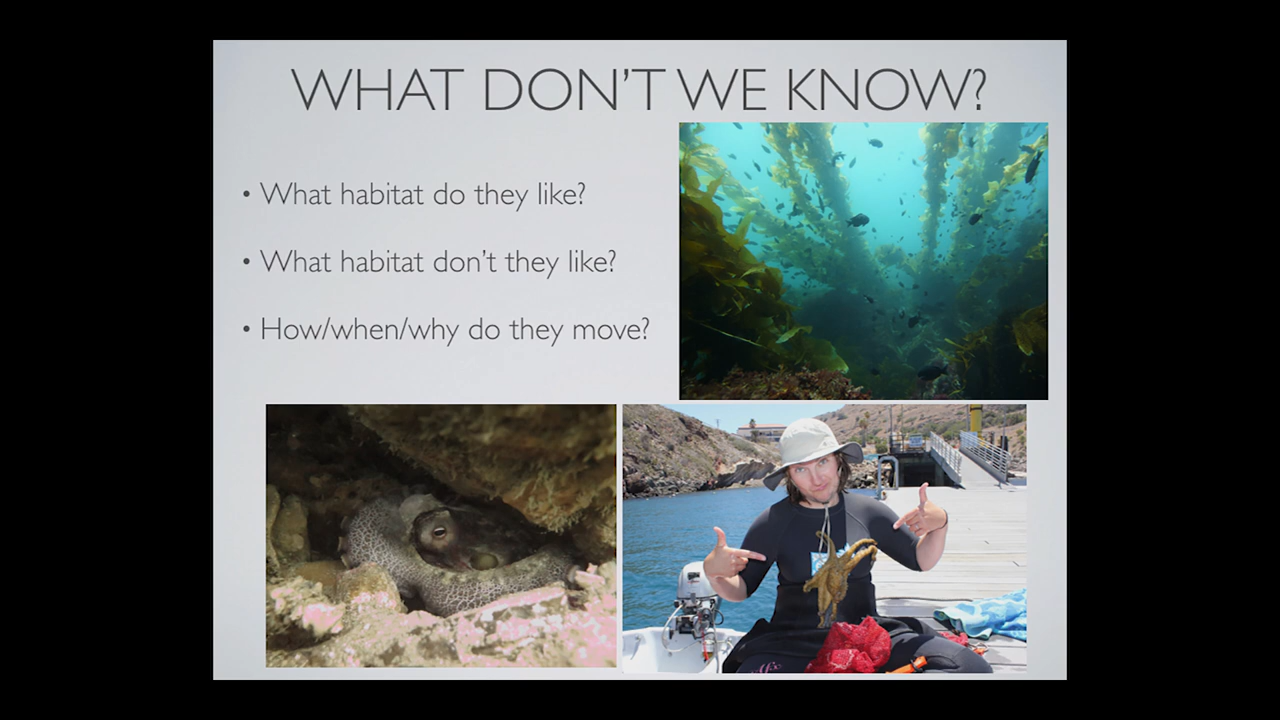 WHAT DON'T WE KNOW?
• What habitat do they like?
• What habitat don't they like?
• How/when/why do they move?